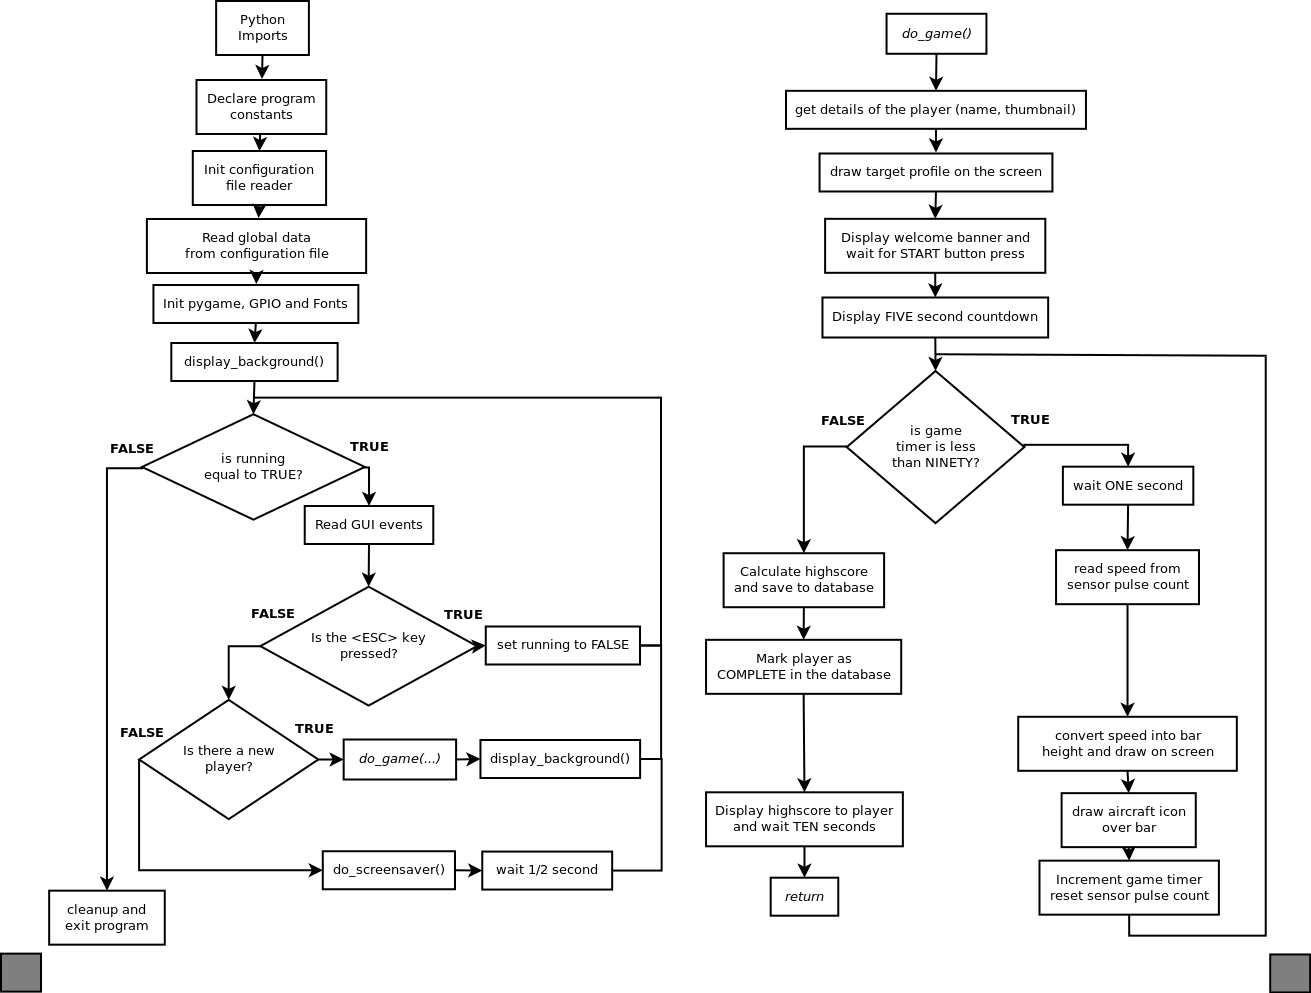 Python
Imports
Declare program
constants
Init configuration
file reader
Read global data
from configuration file
Init pygame, GPIO and Fonts
display_background()
FALSE
TRUE
is running
equal to TRUE?
Read GUI events
FALSE
TRUE
Is the <ESC> key
pressed?
set running to FALSE
FALSE
TRUE
Is there a new
player?
do_game(...)
display_background()
do_screensaver()
wait 1/2 second
cleanup and
exit program
do_game()
get details of the player (name, thumbnail)
draw target profile on the screen
Display welcome banner and
wait for START button press
Display FIVE second countdown
FALSE
TRUE
is game
timer is less
than NINETY?
wait ONE second
read speed from
sensor pulse count
convert speed into bar
height and draw on screen
draw aircraft icon
over bar
Increment game timer
reset sensor pulse count
Calculate highscore
and save to database
Mark player as
COMPLETE in the database
Display highscore to player
and wait TEN seconds
return